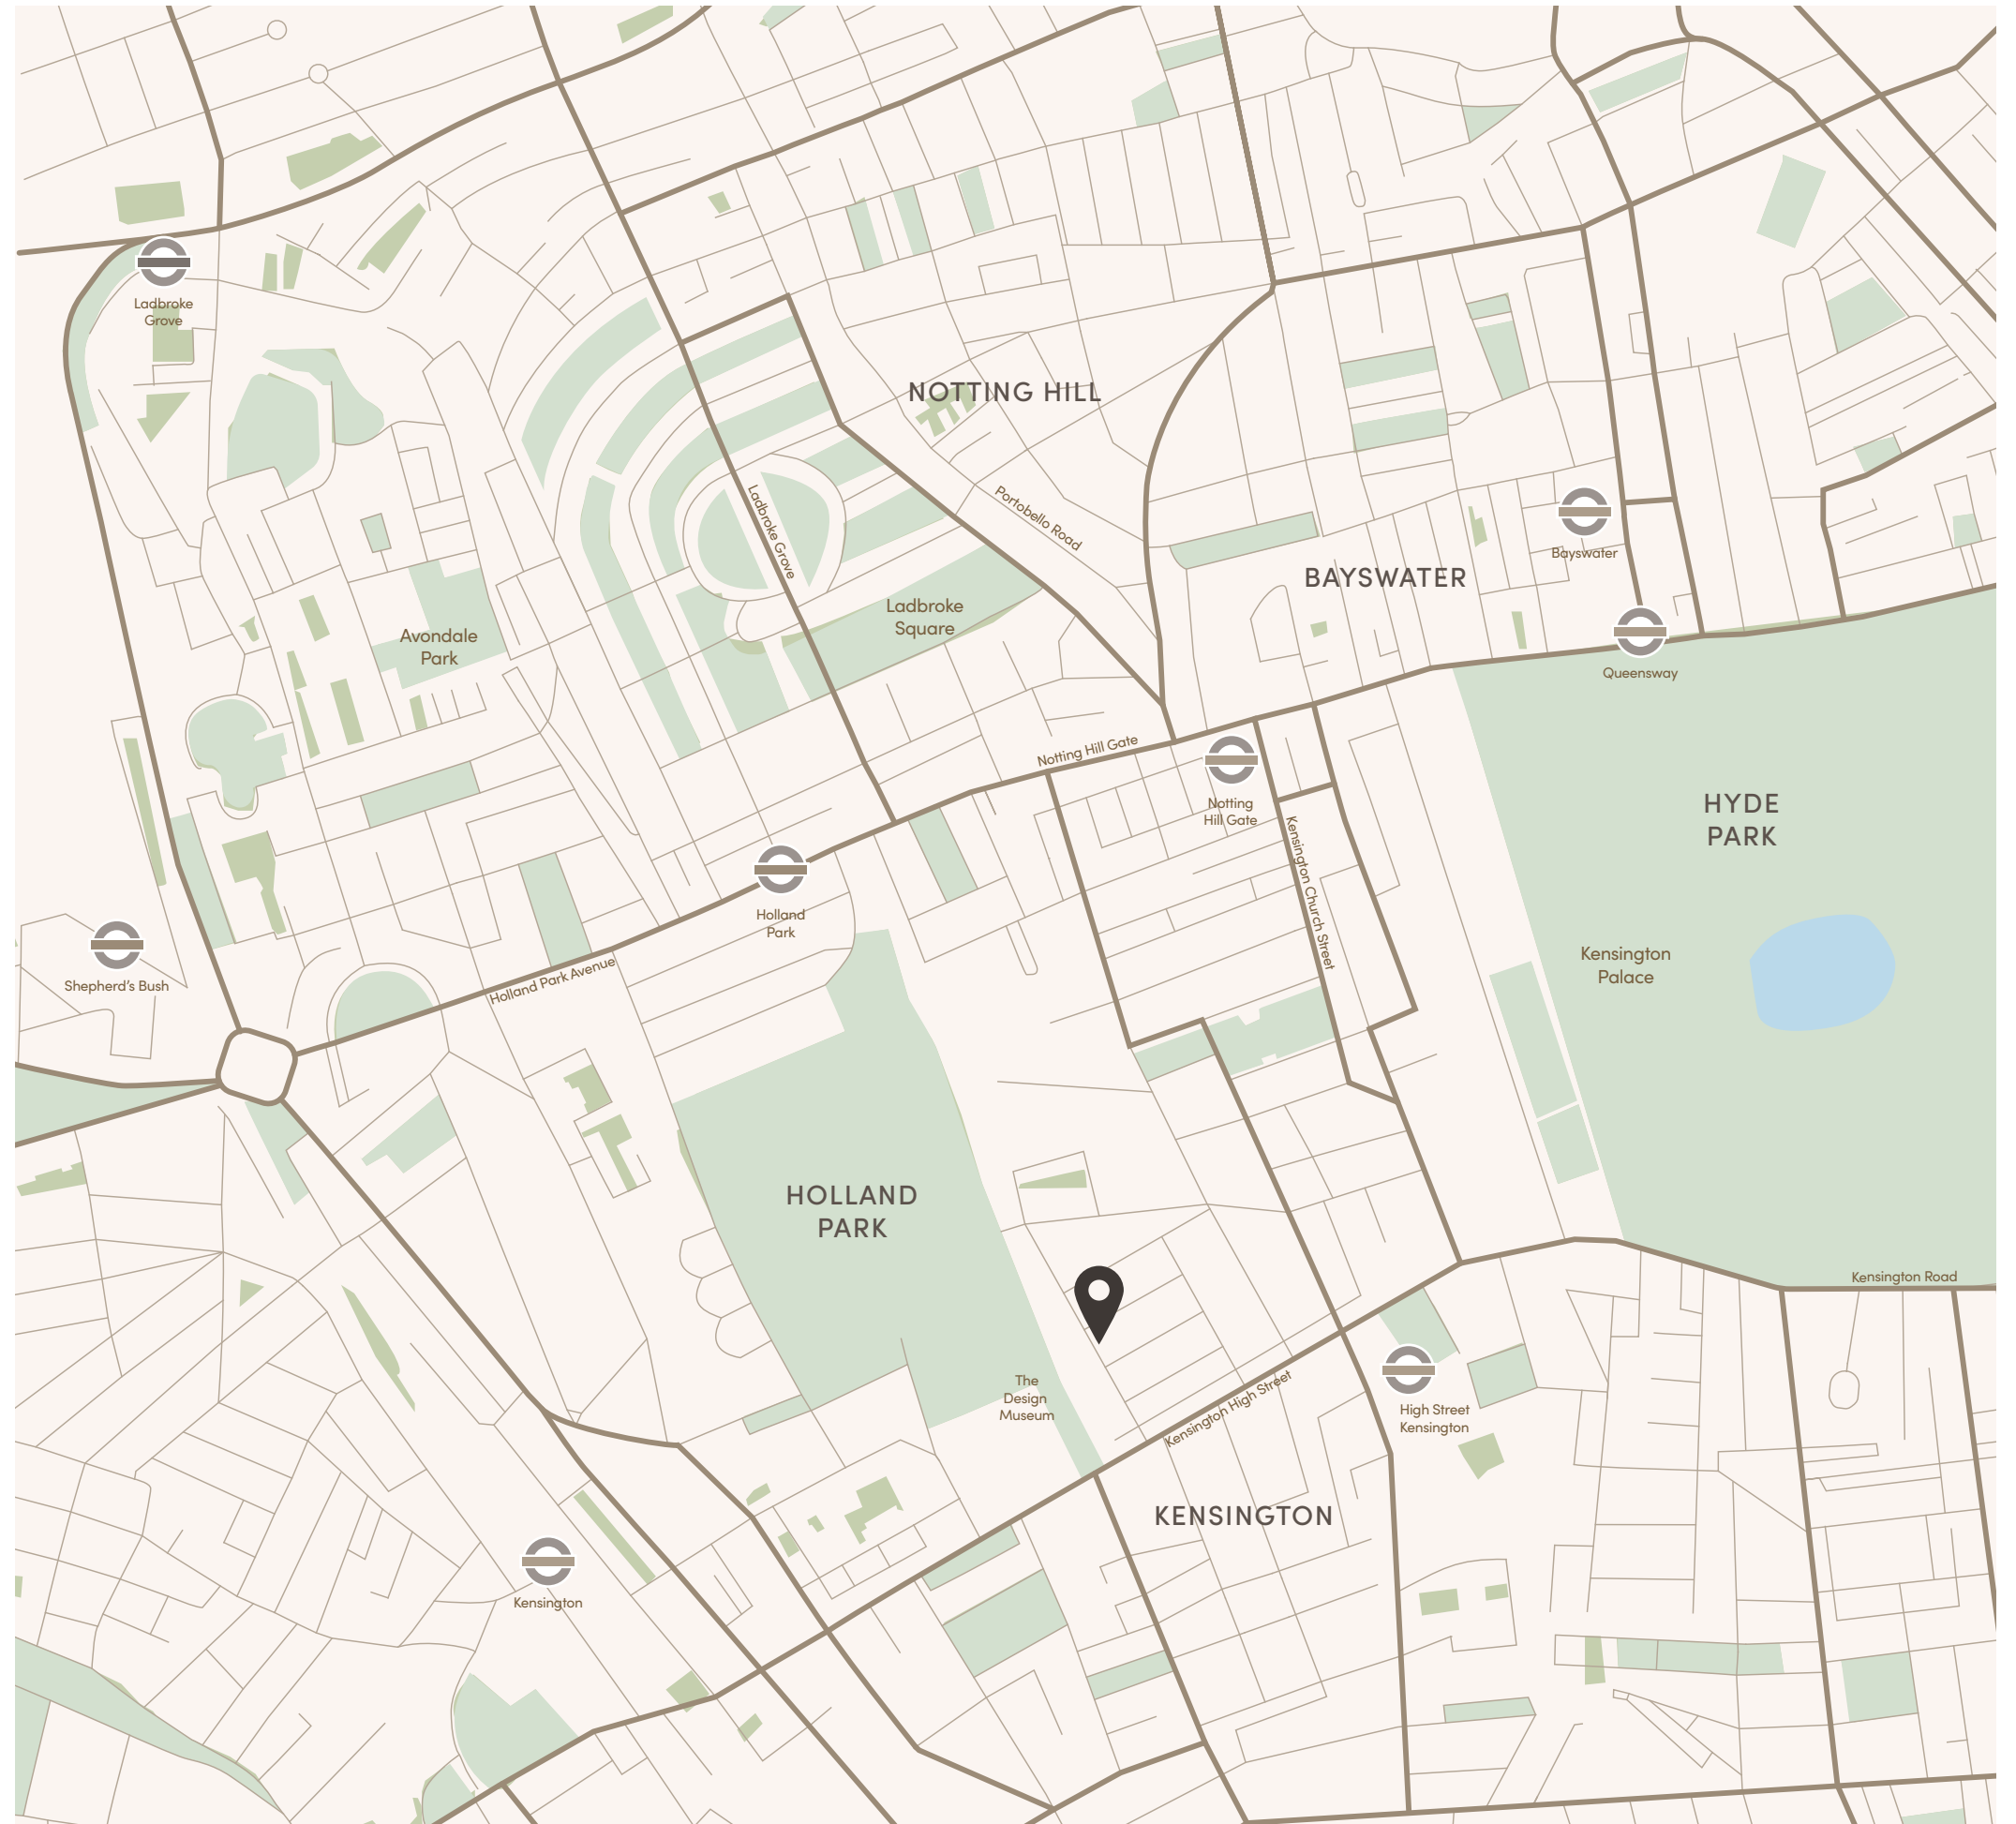 Ladbroke
Grove
NOTTING HILL
Ladbroke Grove
Portobello Road
Bayswater
BAYSWATER
Ladbroke
Square
Avondale
Park
Queensway
Notting Hill Gate
Notting
Hill Gate
HYDE
PARK
Kensington Church Street
Holland
Park
Kensington
Palace
Shepherd's Bush
Holland Park Avenue
HOLLAND
PARK
Kensington Road
The
Design
Museum
Kensington High Street
High Street
Kensington
KENSINGTON
Kensington